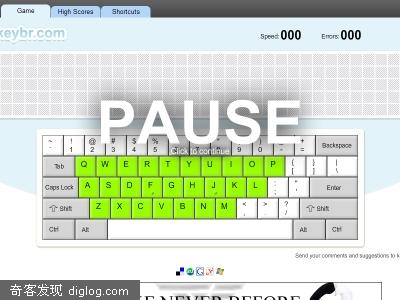 Game High Scores Shortcuts
keybr.com
Speed: 000 Errors: 000
PAUSE
Click to continue
~ ! @
` 1 2 3 4 5 6 7 8 9 0 - = Backspace
Tab Q W E R T Y U I O P { [ } ] | \
Caps Lock A S D F G H J K L : ; " ' Enter
Shift Z X C V B N M < , > . ? / Shift
Ctrl Alt Alt Ctrl
Send your comments and suggestions to k
NEVER BEFORE
奇客发现 diglog.com